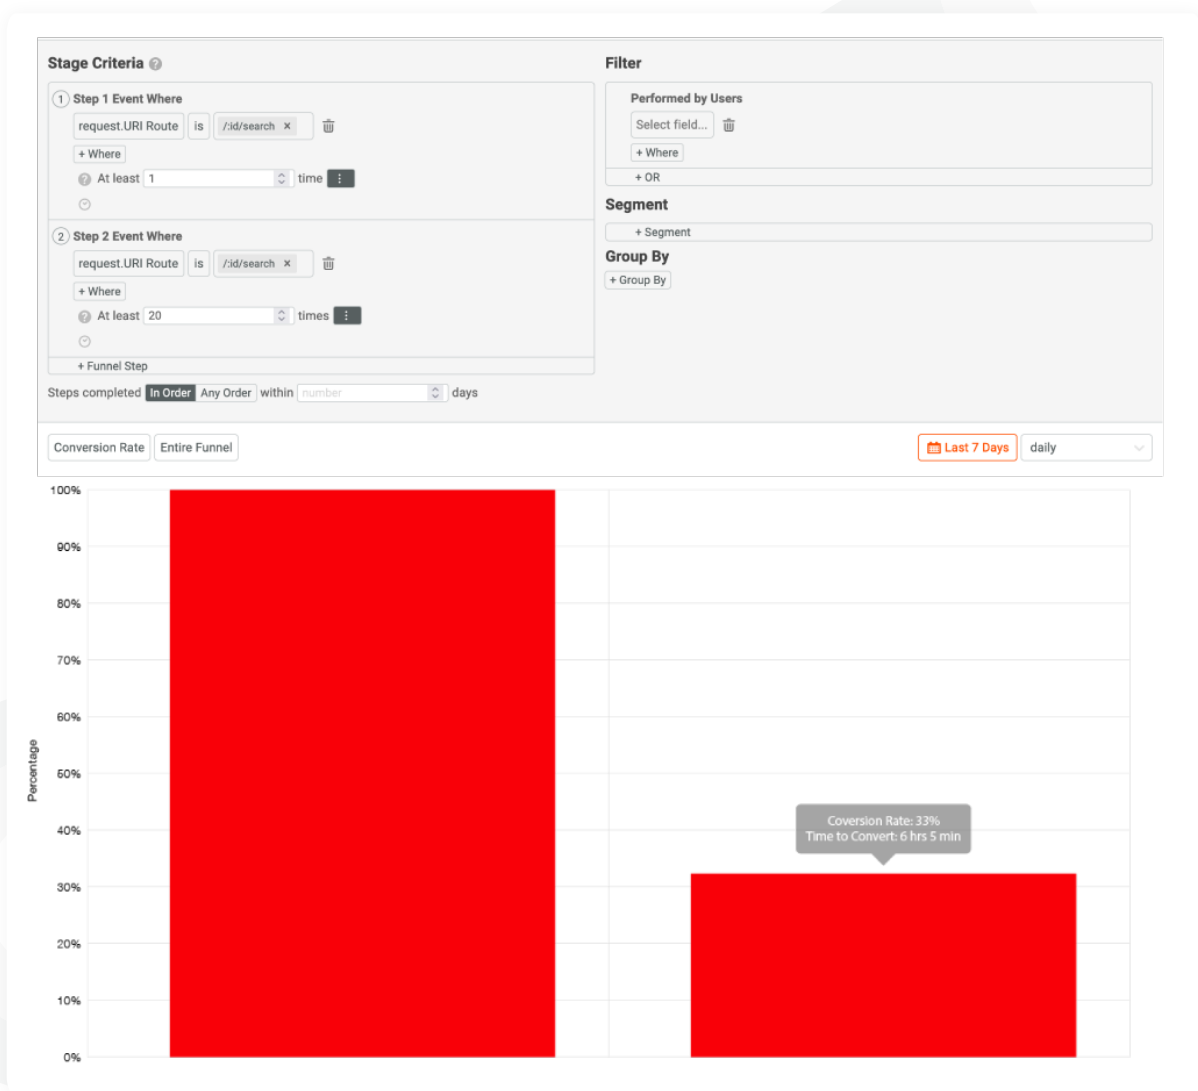 Stage Criteria ?
Filter
1 Step 1 Event Where
request.URI Route is /:id/search ×
+ Where
? At least 1 time
2 Step 2 Event Where
request.URI Route is /:id/search ×
+ Where
? At least 20 times
+ Funnel Step
Steps completed In Order Any Order within number days
Performed by Users
Select field...
+ Where
+ OR
Segment
+ Segment
Group By
+ Group By
Conversion Rate Entire Funnel
Last 7 Days daily
100%
90%
80%
70%
60%
50%
40%
30%
20%
10%
0%
Percentage
Coversion Rate: 33%
Time to Convert: 6 hrs 5 min